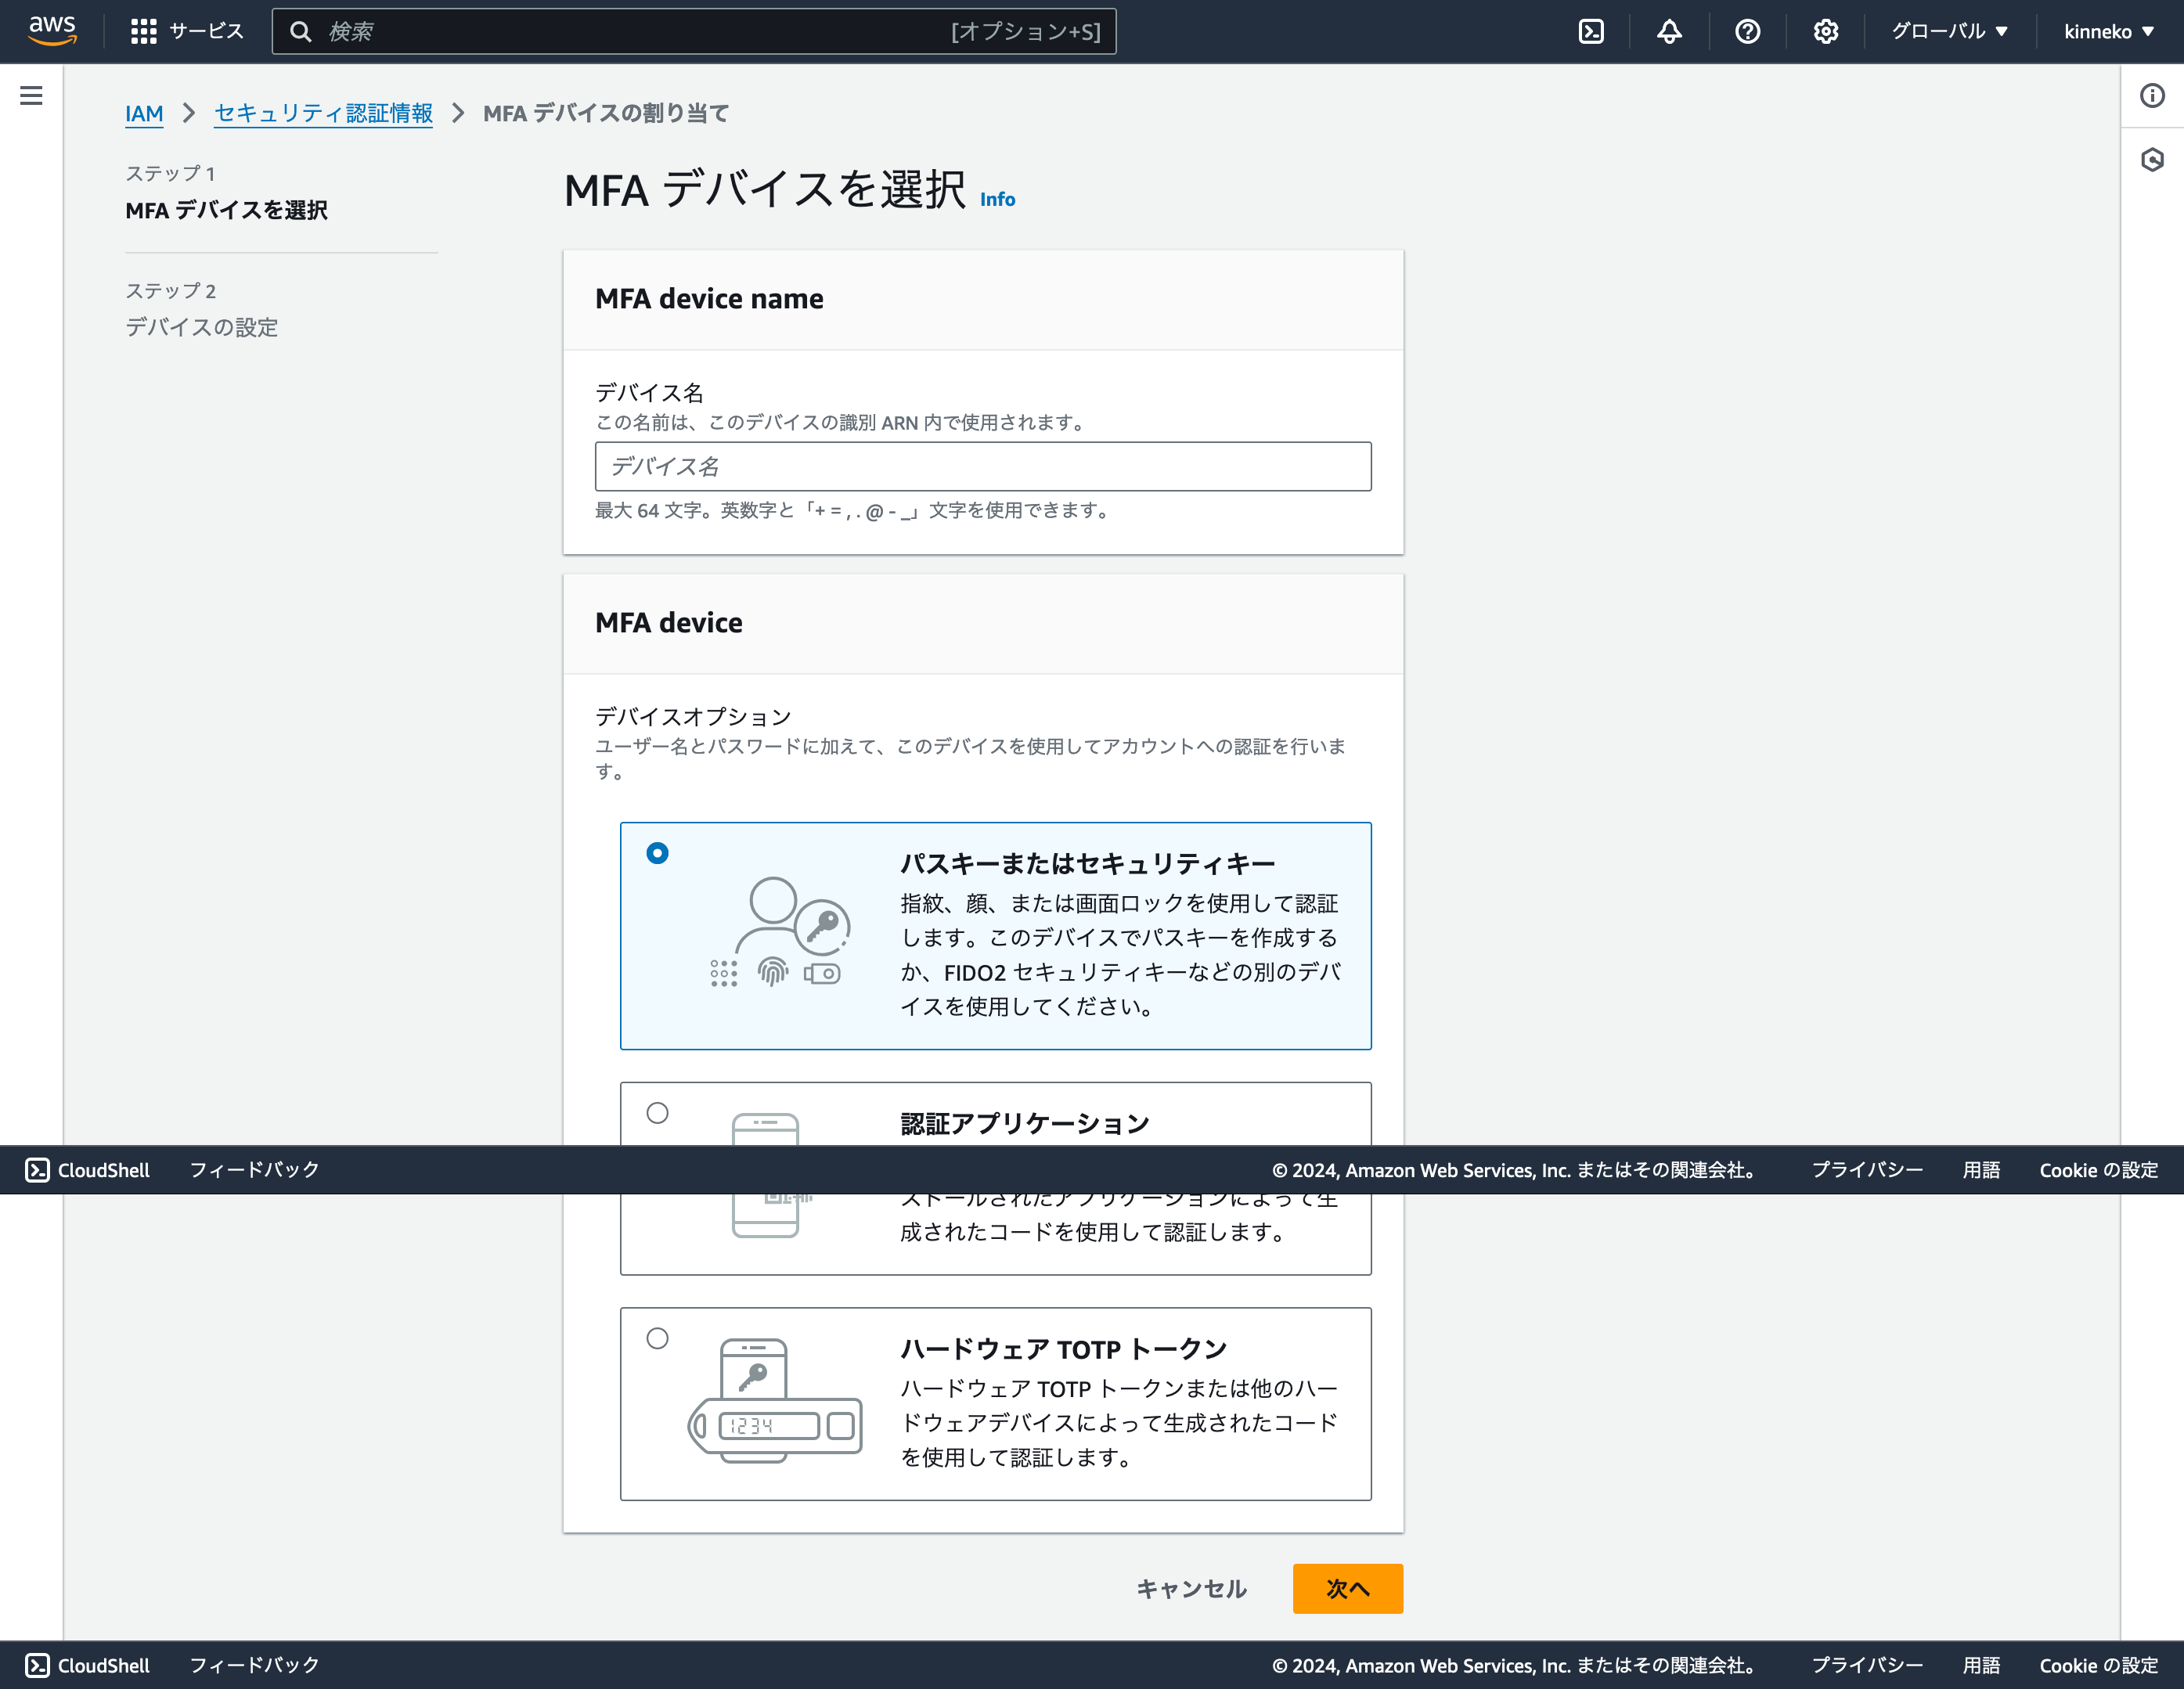 aws
サービス
検索
[オプション+S]
グローバル ▼
kinneko ▼
IAM > セキュリティ認証情報 > MFA デバイスの割り当て
ステップ 1
MFA デバイスを選択
ステップ 2
デバイスの設定
MFA デバイスを選択 Info
MFA device name
デバイス名
この名前は、このデバイスの識別 ARN 内で使用されます。
デバイス名
最大 64 文字。英数字と「+ = , . @ - _」文字を使用できます。
MFA device
デバイスオプション
ユーザー名とパスワードに加えて、このデバイスを使用してアカウントへの認証を行いま
す。
パスキーまたはセキュリティキー
指紋、顔、または画面ロックを使用して認証
します。このデバイスでパスキーを作成する
か、FIDO2 セキュリティキーなどの別のデバ
イスを使用してください。
認証アプリケーション
CloudShell
フィードバック
© 2024, Amazon Web Services, Inc. またはその関連会社。
プライバシー
用語
Cookie の設定
ストールされたアプリケーションによって生
成されたコードを使用して認証します。
ハードウェア TOTP トークン
1234
ハードウェア TOTP トークンまたは他のハー
ドウェアデバイスによって生成されたコード
を使用して認証します。
キャンセル
次へ
CloudShell
フィードバック
© 2024, Amazon Web Services, Inc. またはその関連会社。
プライバシー
用語
Cookie の設定